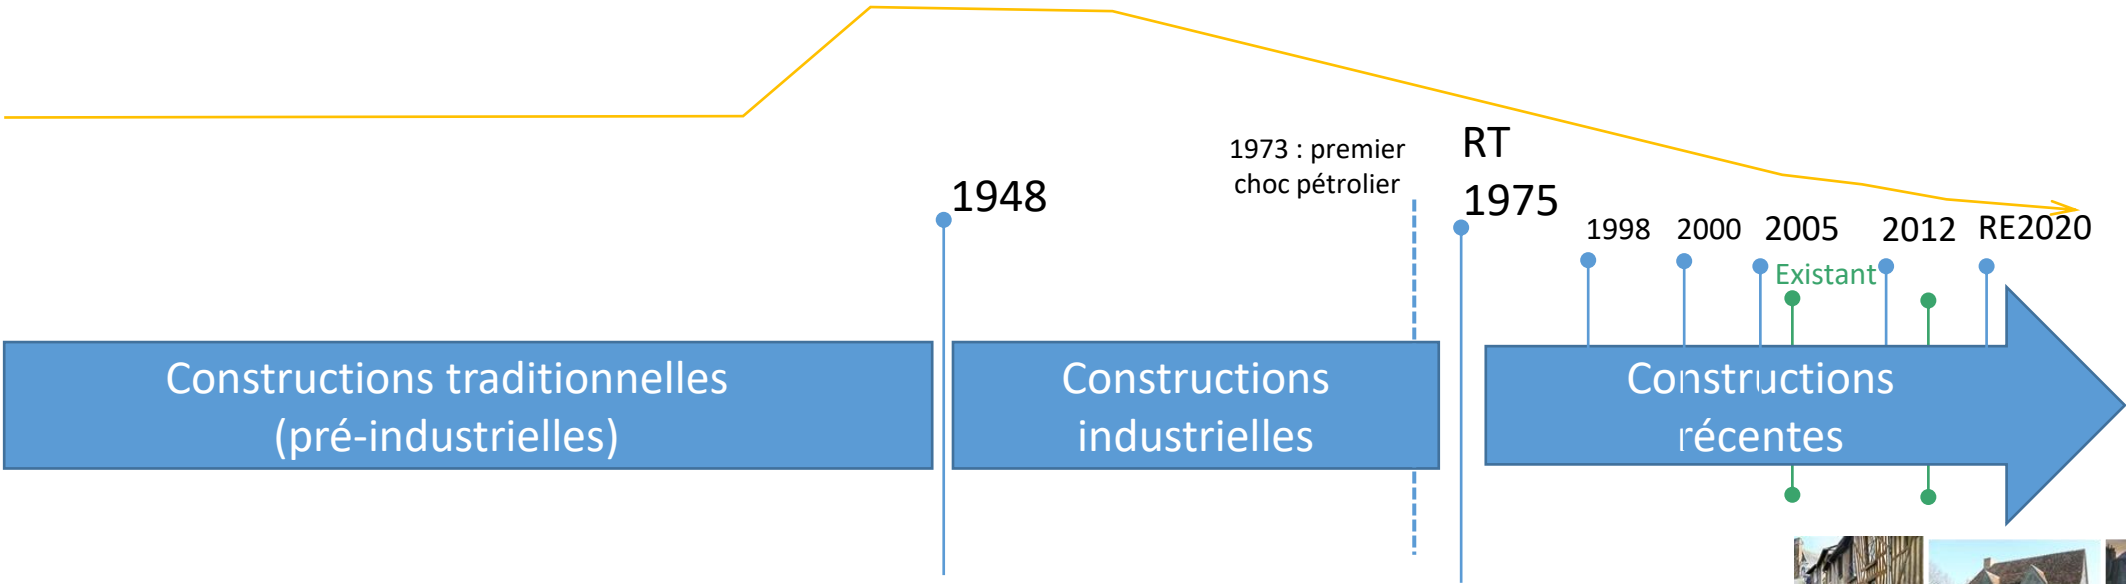 1973 : premier
choc pétrolier
RT
1975
1948
1998
2000
2005
2012
RE2020
Existant
Constructions traditionnelles
(pré-industrielles)
Constructions
industrielles
Constructions
récentes